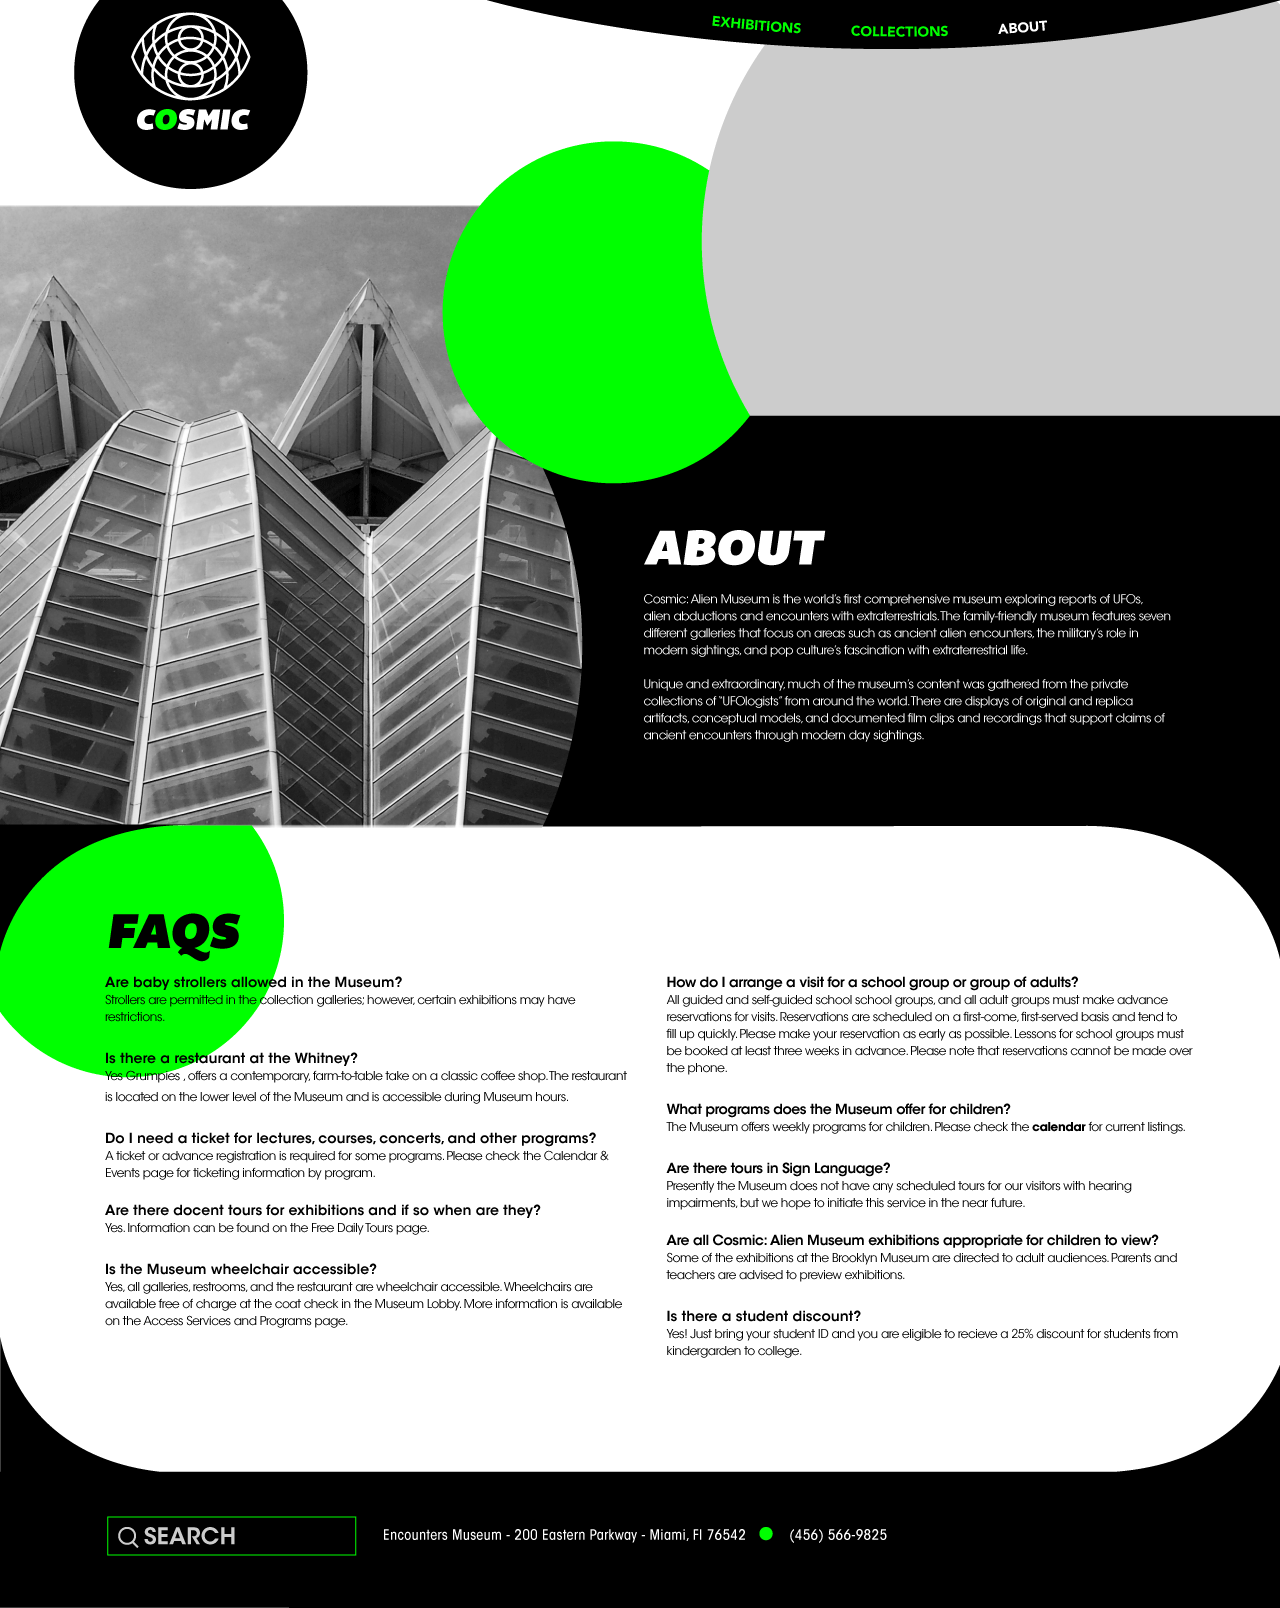 EXHIBITIONS
COLLECTIONS
ABOUT
COSMIC
ABOUT
Cosmic: Alien Museum is the world's first comprehensive museum exploring reports of UFOs,
alien abductions and encounters with extraterrestrials. The family-friendly museum features seven
different galleries that focus on areas such as ancient alien encounters, the military's role in
modern sightings, and pop culture's fascination with extraterrestrial life.
Unique and extraordinary, much of the museum's content was gathered from the private
collections of "UFOlogists" from around the world. There are displays of original and replica
artifacts, conceptual models, and documented film clips and recordings that support claims of
ancient encounters through modern day sightings.
FAQS
Are baby strollers allowed in the Museum?
Strollers are permitted in the collection galleries; however, certain exhibitions may have
restrictions.
Is there a restaurant at the Whitney?
Yes Grumpies , offers a contemporary, farm-to-table take on a classic coffee shop. The restaurant
is located on the lower level of the Museum and is accessible during Museum hours.
Do I need a ticket for lectures, courses, concerts, and other programs?
A ticket or advance registration is required for some programs. Please check the Calendar &
Events page for ticketing information by program.
Are there docent tours for exhibitions and if so when are they?
Yes. Information can be found on the Free Daily Tours page.
Is the Museum wheelchair accessible?
Yes, all galleries, restrooms, and the restaurant are wheelchair accessible. Wheelchairs are
available free of charge at the coat check in the Museum Lobby. More information is available
on the Access Services and Programs page.
How do I arrange a visit for a school group or group of adults?
All guided and self-guided school school groups, and all adult groups must make advance
reservations for visits. Reservations are scheduled on a first-come, first-served basis and tend to
fill up quickly. Please make your reservation as early as possible. Lessons for school groups must
be booked at least three weeks in advance. Please note that reservations cannot be made over
the phone.
What programs does the Museum offer for children?
The Museum offers weekly programs for children. Please check the calendar for current listings.
Are there tours in Sign Language?
Presently the Museum does not have any scheduled tours for our visitors with hearing
impairments, but we hope to initiate this service in the near future.
Are all Cosmic: Alien Museum exhibitions appropriate for children to view?
Some of the exhibitions at the Brooklyn Museum are directed to adult audiences. Parents and
teachers are advised to preview exhibitions.
Is there a student discount?
Yes! Just bring your student ID and you are eligible to recieve a 25% discount for students from
kindergarden to college.
SEARCH
Encounters Museum - 200 Eastern Parkway - Miami, Fl 76542
(456) 566-9825